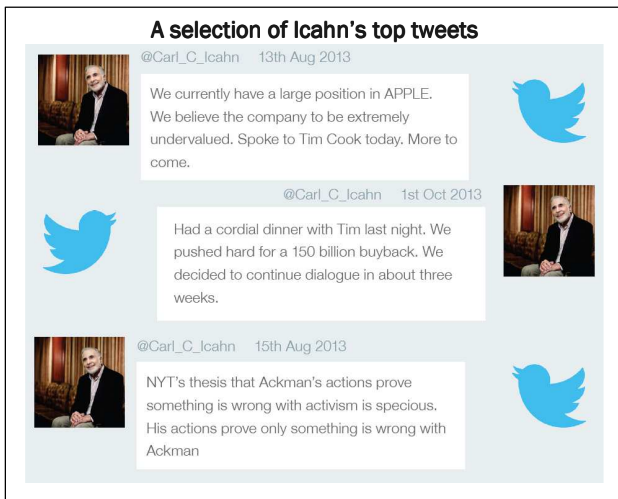 A selection of Icahn's top tweets
@Carl_C_Icahn 13th Aug 2013
We currently have a large position in APPLE.
We believe the company to be extremely
undervalued. Spoke to Tim Cook today. More to
come.
@Carl_C_Icahn 1st Oct 2013
Had a cordial dinner with Tim last night. We
pushed hard for a 150 billion buyback. We
decided to continue dialogue in about three
weeks.
@Carl_C_Icahn 15th Aug 2013
NYT's thesis that Ackman's actions prove
something is wrong with activism is specious.
His actions prove only something is wrong with
Ackman